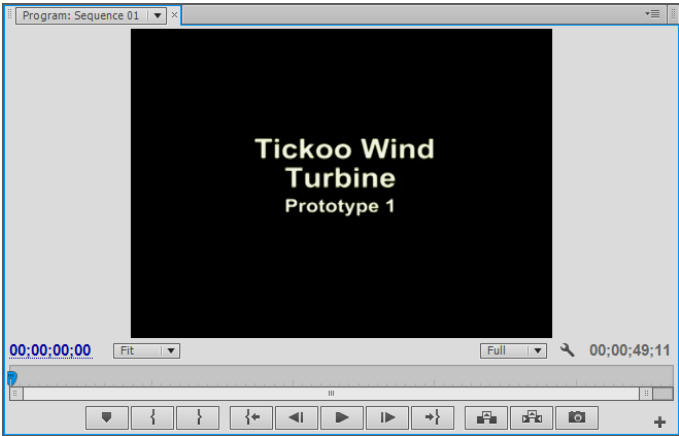 Program: Sequence 01
Tickoo Wind
Turbine
Prototype 1
00;00;00;00 Fit Full 00;00;49;11